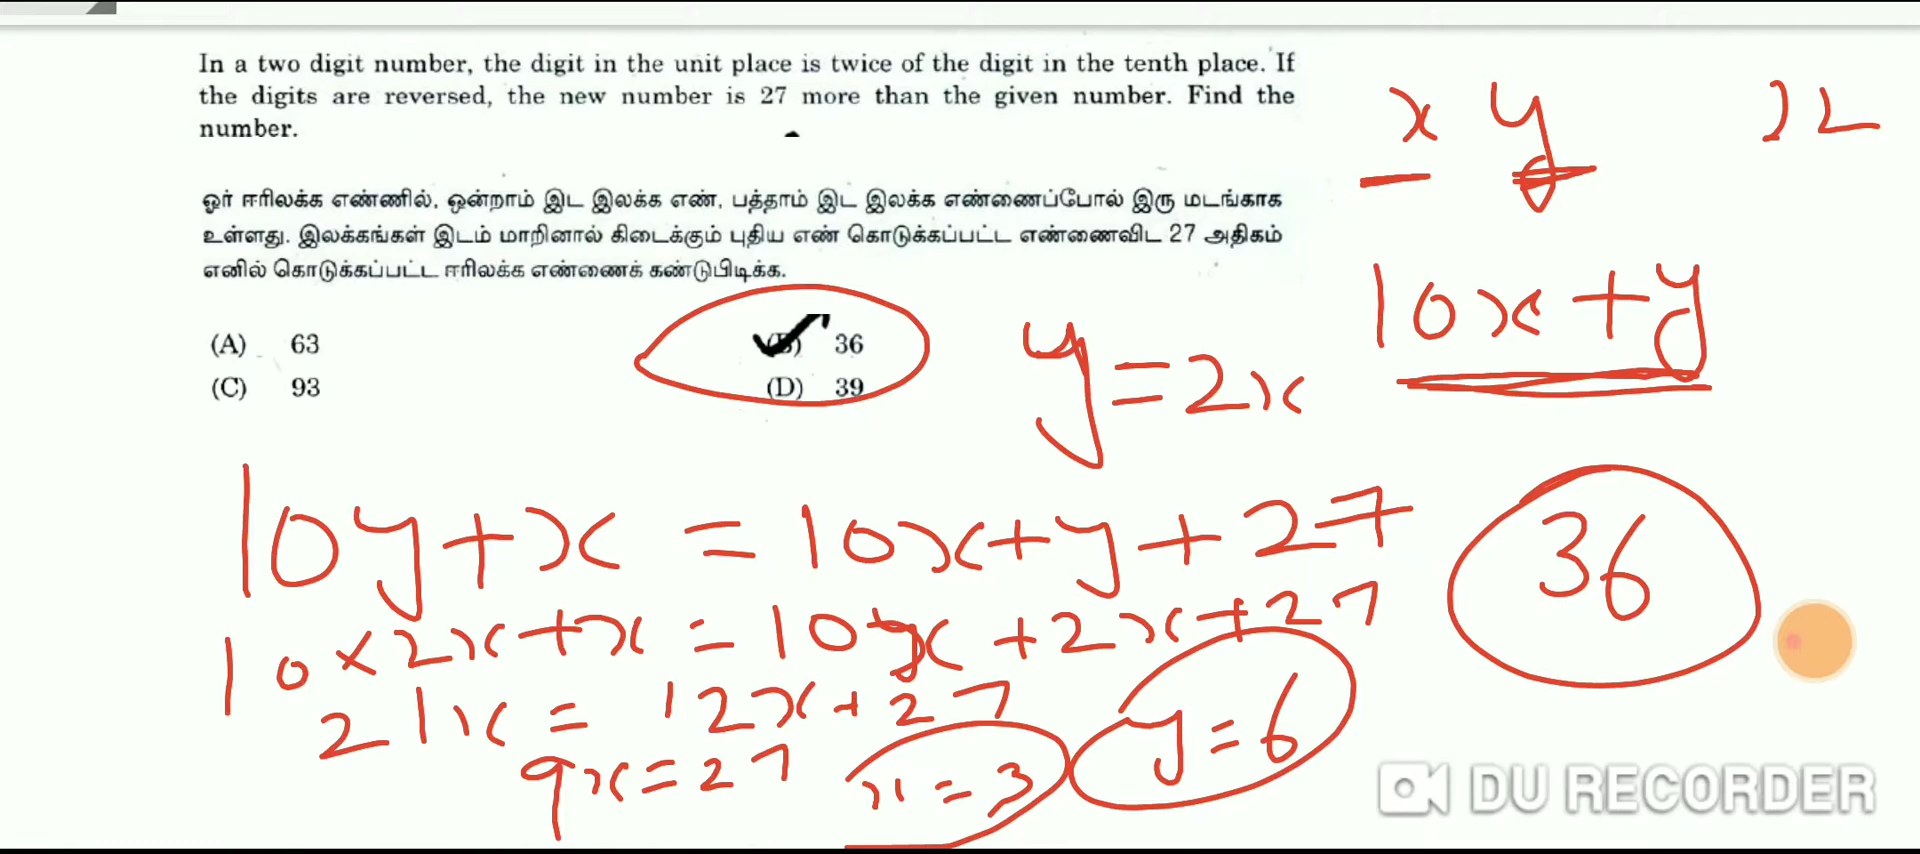 In a two digit number, the digit in the unit place is twice of the digit in the tenth place. If
the digits are reversed, the new number is 27 more than the given number. Find the
number.
ஓர் ஈரிலக்க எண்ணில், ஒன்றாம் இட இலக்க எண், பத்தாம் இட இலக்க எண்ணைப்போல் இரு மடங்காக
உள்ளது. இலக்கங்கள் இடம் மாறினால் கிடைக்கும் புதிய எண் கொடுக்கப்பட்ட எண்ணைவிட 27 அதிகம்
எனில் கொடுக்கப்பட்ட ஈரிலக்க எண்ணைக் கண்டுபிடிக்க.
(A) 63
(B) 36
(C) 93
(D) 39
x y
10x+y
y=2x
10y+x = 10x+y+27
10×2x+x = 10x+2x+27
21x = 12x+27
9x=27
x=3
y=6
36
DU RECORDER